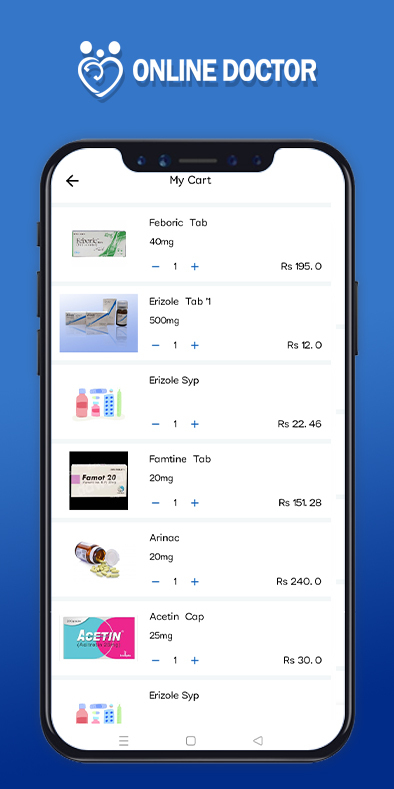 ONLINE DOCTOR
My Cart
Feboric Tab
40mg
Feboric
− 1 +
Rs 195. 0
Erizole Tab '1
500mg
− 1 +
Rs 12. 0
Erizole Syp
− 1 +
Rs 22. 46
Famtine Tab
20mg
Famot 20
− 1 +
Rs 151. 28
Arinac
20mg
− 1 +
Rs 240. 0
Acetin Cap
25mg
ACETIN
− 1 +
Rs 30. 0
Erizole Syp